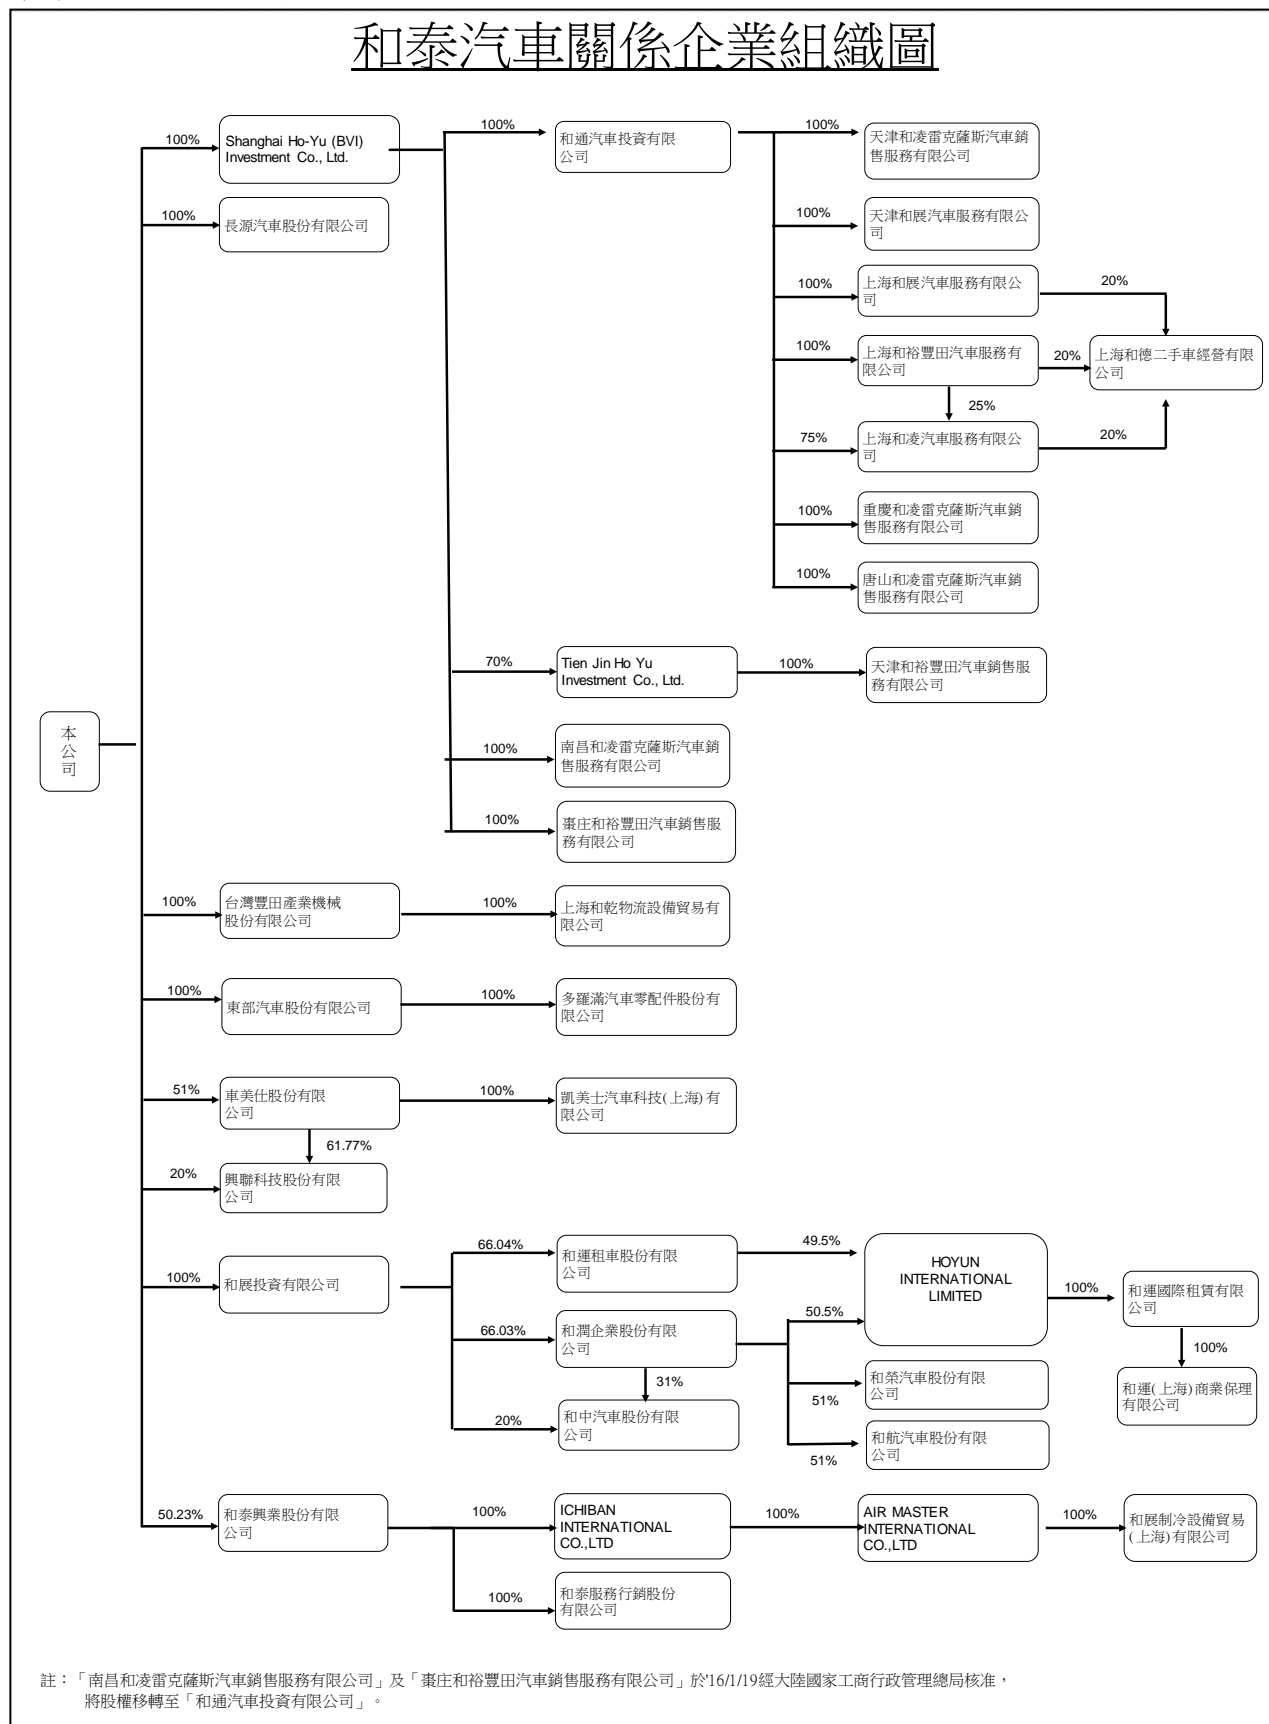 和泰汽車關係企業組織圖
100%
Shanghai Ho-Yu (BVI)
Investment Co., Ltd.
100%
和通汽車投資有限
公司
100%
天津和凌雷克薩斯汽車銷
售服務有限公司
100%
長源汽車股份有限公司
100%
天津和展汽車服務有限公
司
100%
上海和展汽車服務有限公
司
20%
100%
上海和裕豐田汽車服務有
限公司
20%
上海和德二手車經營有限
公司
25%
75%
上海和凌汽車服務有限公
司
20%
100%
重慶和凌雷克薩斯汽車銷
售服務有限公司
100%
唐山和凌雷克薩斯汽車銷
售服務有限公司
70%
Tien Jin Ho Yu
Investment Co., Ltd.
100%
天津和裕豐田汽車銷售服
務有限公司
本
公
司
100%
南昌和凌雷克薩斯汽車銷
售服務有限公司
100%
棗庄和裕豐田汽車銷售服
務有限公司
100%
台灣豐田產業機械
股份有限公司
100%
上海和乾物流設備貿易有
限公司
100%
東部汽車股份有限公司
100%
多羅滿汽車零配件股份有
限公司
51%
車美仕股份有限
公司
100%
凱美士汽車科技(上海)有
限公司
61.77%
20%
興聯科技股份有限
公司
100%
和展投資有限公司
66.04%
和運租車股份有限
公司
49.5%
HOYUN
INTERNATIONAL
LIMITED
100%
和運國際租賃有限
公司
66.03%
和潤企業股份有限
公司
50.5%
100%
31%
51%
和榮汽車股份有限
公司
和運(上海)商業保理
有限公司
20%
和中汽車股份有限
公司
51%
和航汽車股份有限
公司
50.23%
和泰興業股份有限
公司
100%
ICHIBAN
INTERNATIONAL
CO.,LTD
100%
AIR MASTER
INTERNATIONAL
CO.,LTD
100%
和展制冷設備貿易
(上海)有限公司
100%
和泰服務行銷股份
有限公司
註：「南昌和凌雷克薩斯汽車銷售服務有限公司」及「棗庄和裕豐田汽車銷售服務有限公司」於'16/1/19經大陸國家工商行政管理總局核准，
將股權移轉至「和通汽車投資有限公司」。